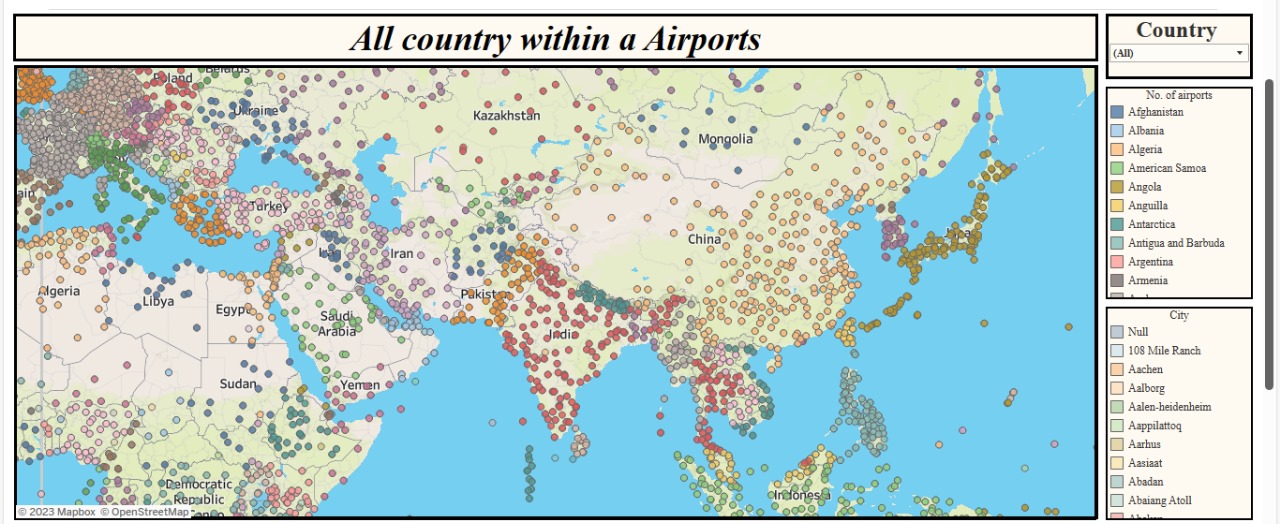 All country within a Airports
Country
(All)
No. of airports
Afghanistan
Albania
Algeria
American Samoa
Angola
Anguilla
Antarctica
Antigua and Barbuda
Argentina
Armenia
City
Null
108 Mile Ranch
Aachen
Aalborg
Aalen-heidenheim
Aappilattoq
Aarhus
Aasiaat
Abadan
Abaiang Atoll
Poland
Belarus
Ukraine
Kazakhstan
Mongolia
Turkey
Iran
China
Algeria
Libya
Egypt
Pakist
Saudi
Arabia
India
Sudan
Yemen
Democratic
Republic
Indonesia
© 2023 Mapbox © OpenStreetMap